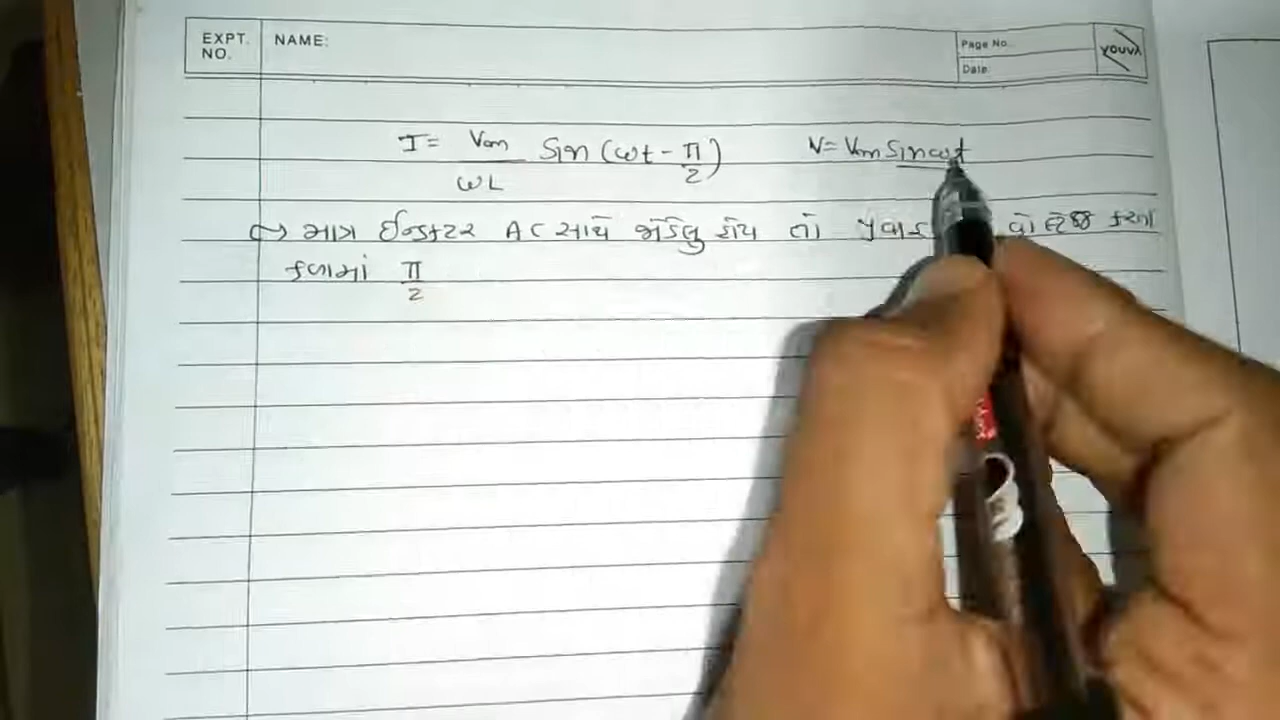 EXPT. NO. NAME: Page No.
Date youva
I = Vm/ωL Sin (ωt - π/2) V = Vm Sinωt
માત્ર ઈન્ડક્ટર AC સાથે જોડેલુ હોય તો વોલ્ટેજ કરતા
કળામાં π/2